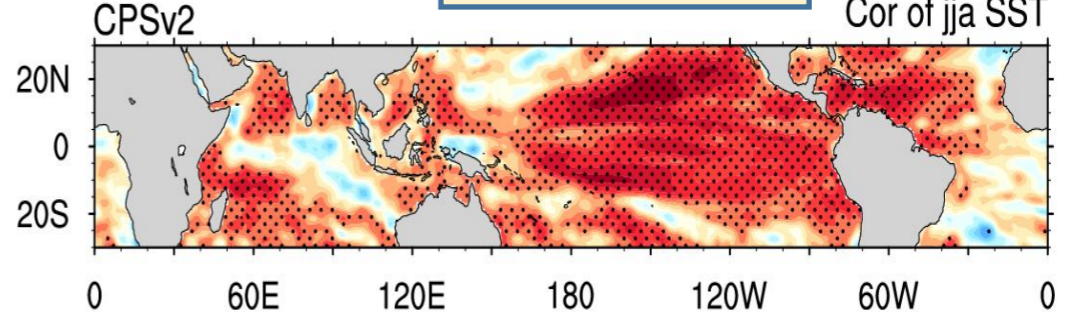 CPSv2 Cor of jja SST
20N
0
20S
0 60E 120E 180 120W 60W 0